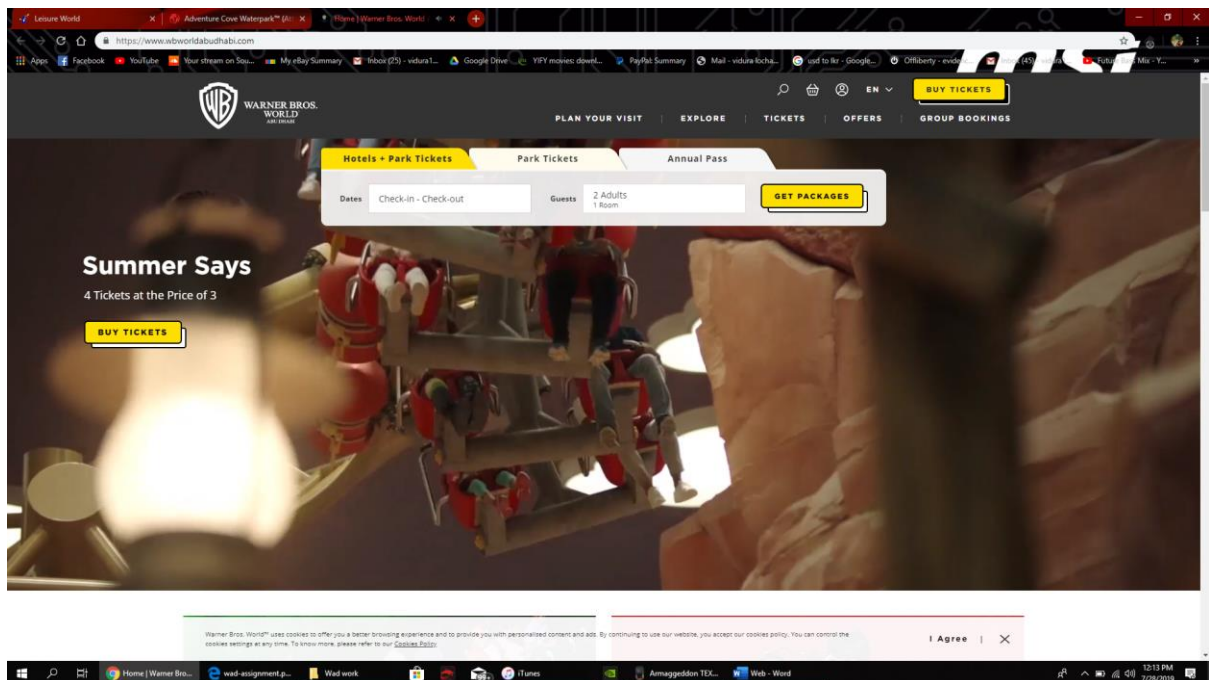 Leisure World
Adventure Cove Waterpark™ (Att
Home | Warner Bros. World
https://www.wbworldabudhabi.com
Apps Facebook YouTube Your stream on Sou... My eBay Summary Inbox (25) - vidura1... Google Drive YIFY movies: downl... PayPal: Summary Mail - vidura locha... usd to lkr - Google... Offliberty - evide
msi
WARNER BROS.
WORLD
ABU DHABI
EN
BUY TICKETS
PLAN YOUR VISIT | EXPLORE | TICKETS | OFFERS | GROUP BOOKINGS
Hotels + Park Tickets Park Tickets Annual Pass
Dates Check-in - Check-out Guests 2 Adults
1 Room
GET PACKAGES
Summer Says
4 Tickets at the Price of 3
BUY TICKETS
Warner Bros. World™ uses cookies to offer you a better browsing experience and to provide you with personalised content and ads. By continuing to use our website, you accept our cookies policy. You can control the
cookies settings at any time. To know more, please refer to our Cookies Policy
I Agree |
Home | Warner Bro... wad-assignment.p... Wad work iTunes Armaggeddon TEX... Web - Word
12:13 PM
7/28/2019